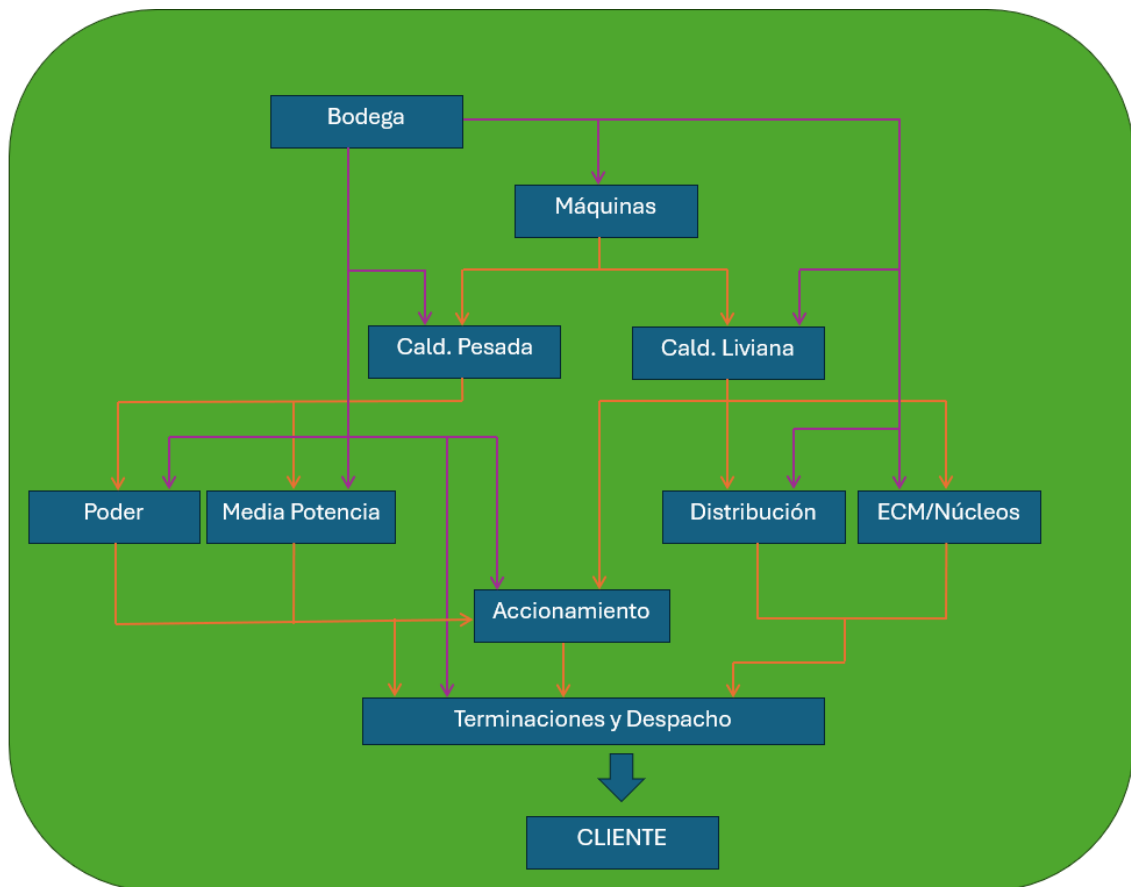 Bodega
Máquinas
Cald. Pesada
Cald. Liviana
Poder
Media Potencia
Distribución
ECM/Núcleos
Accionamiento
Terminaciones y Despacho
CLIENTE